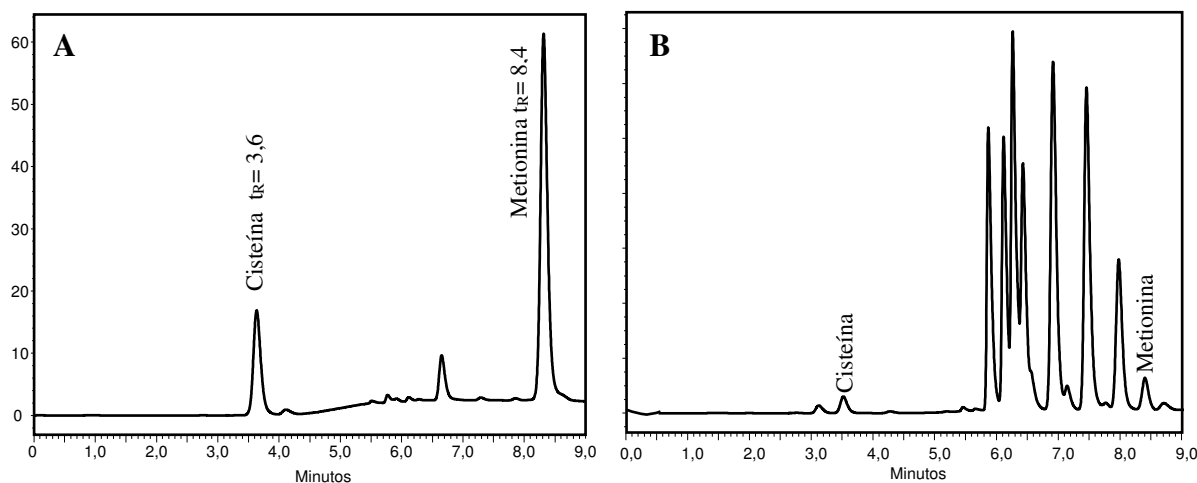 A
60
50
40
30
20
10
0
Cisteína t_R= 3,6
Metionina t_R= 8.4
0 1,0 2,0 3,0 4,0 5,0 6,0 7,0 8,0 9,0
Minutos
B
Cisteína
Metionina
0,0 1,0 2,0 3,0 4,0 5,0 6,0 7,0 8,0 9,0
Minutos